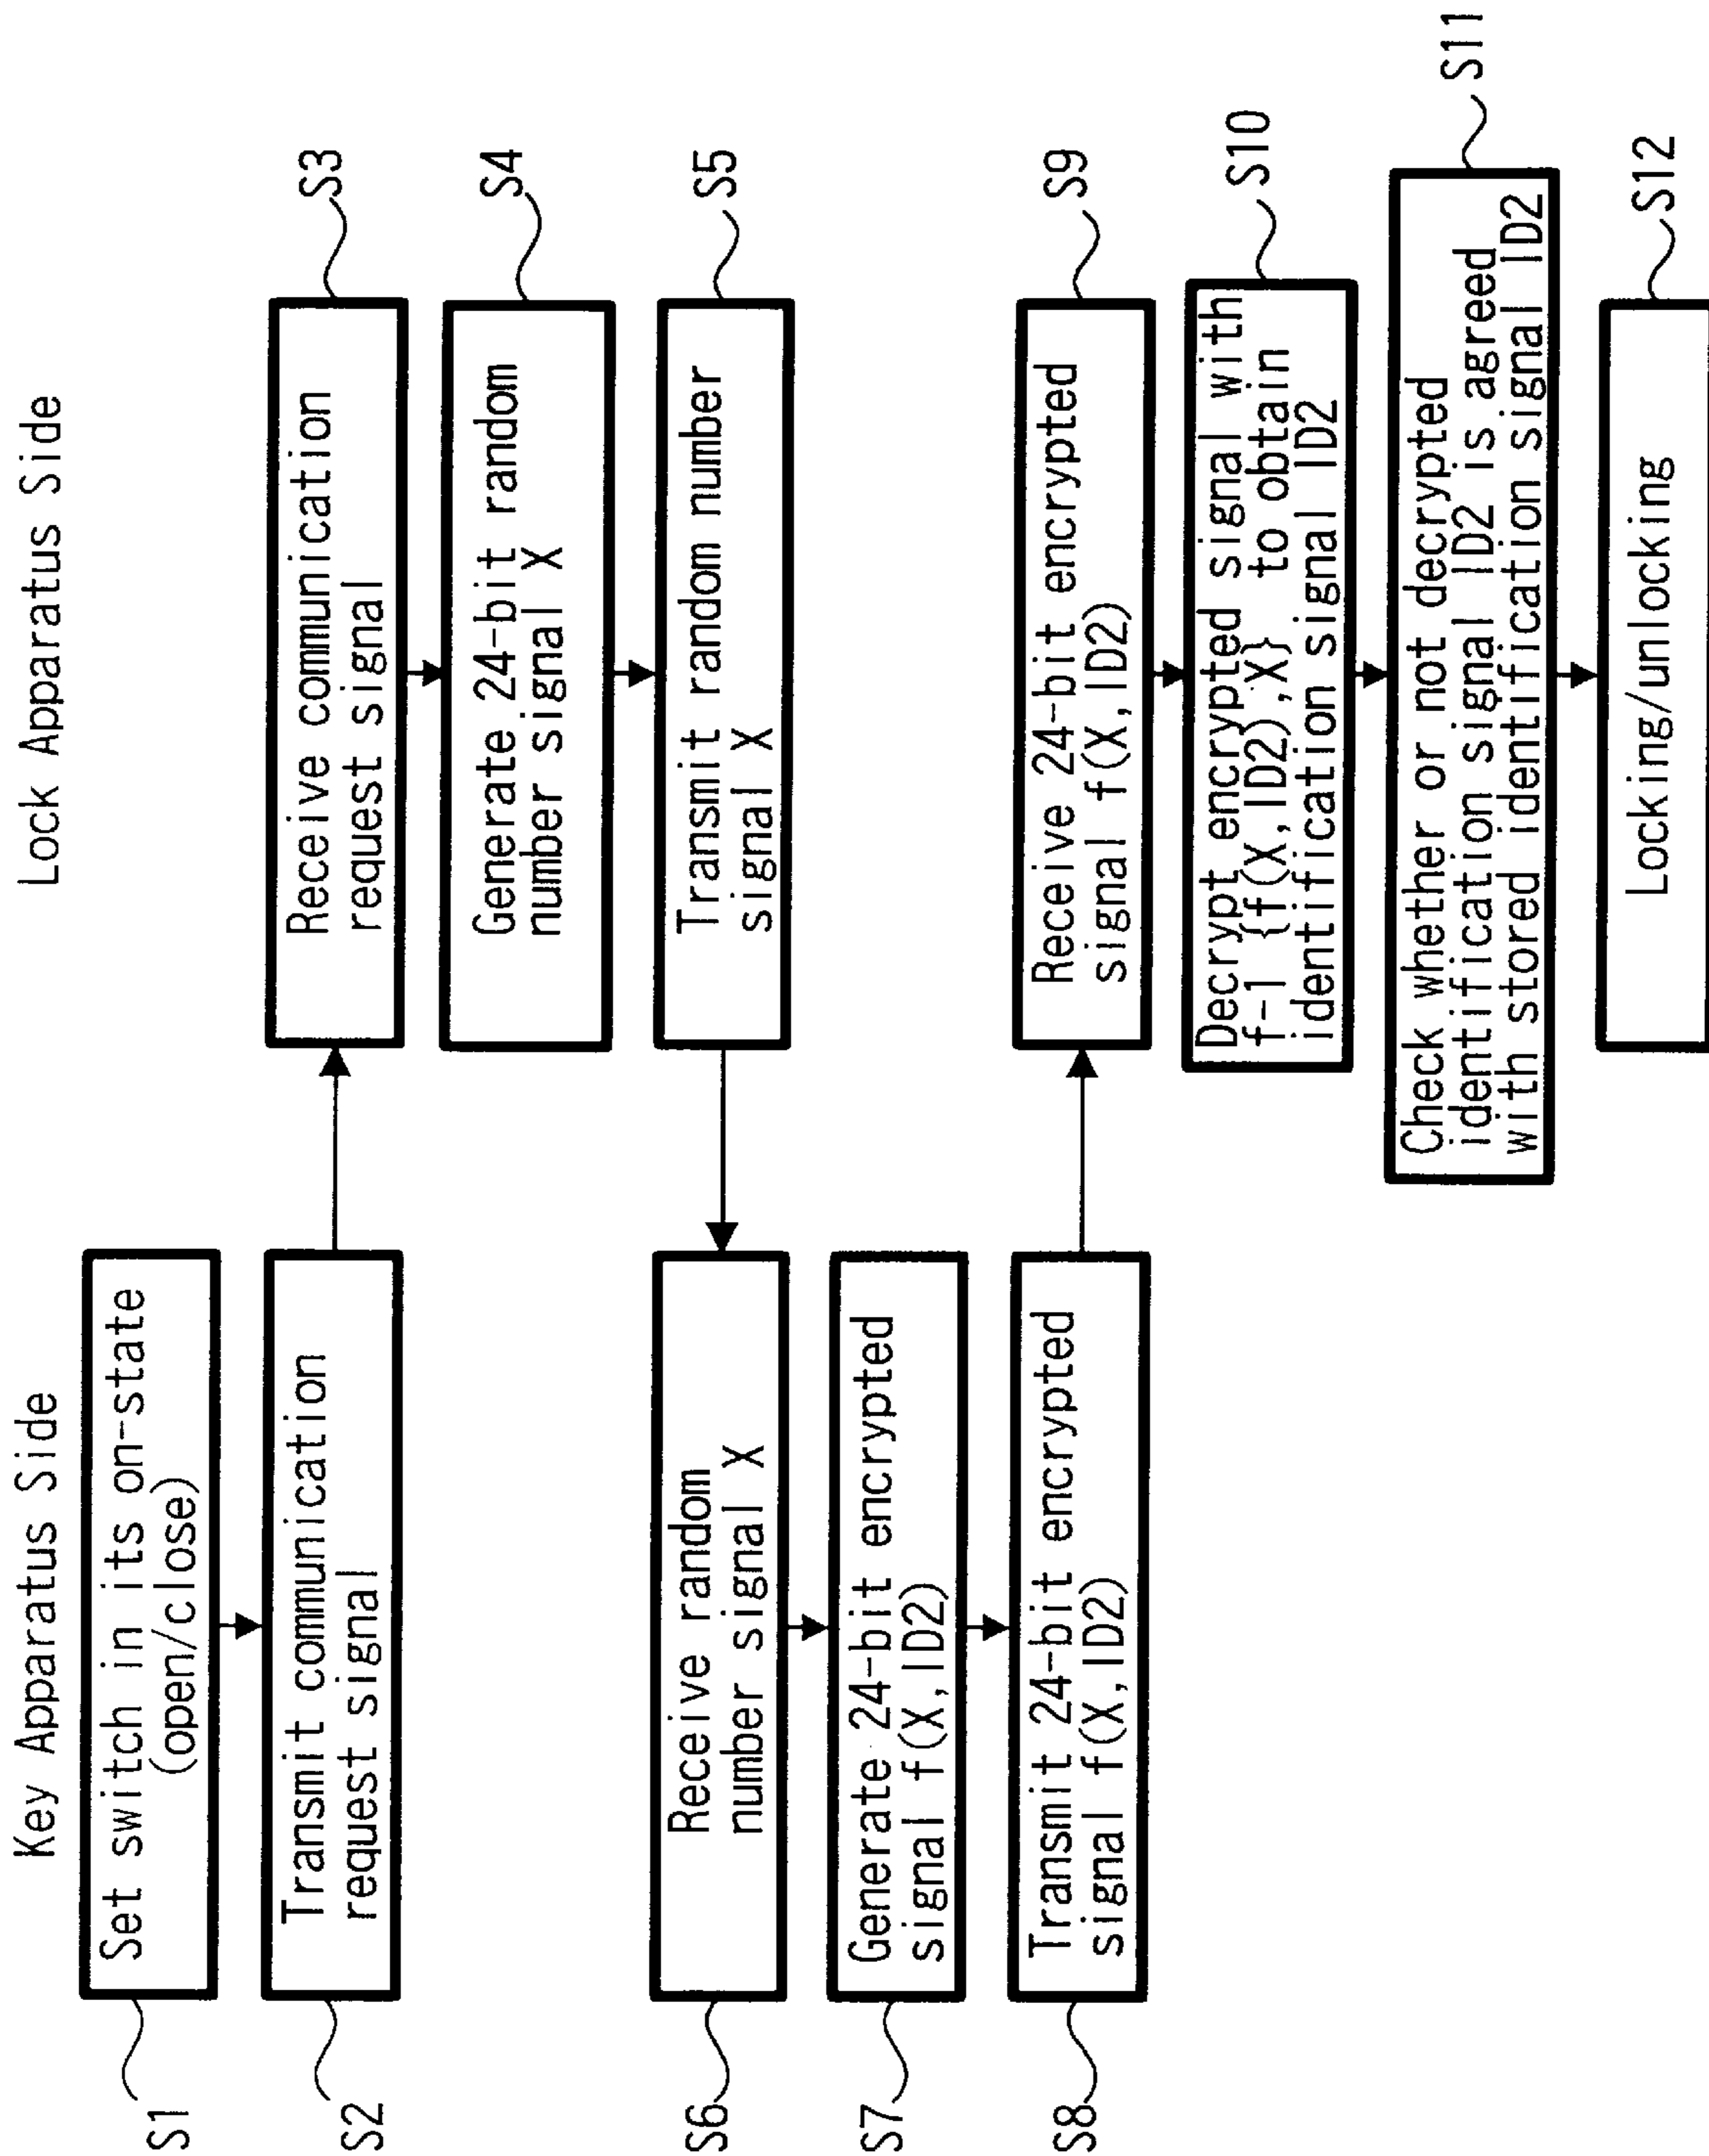 Key Apparatus Side
Lock Apparatus Side
S1
Set switch in its on-state
(open/close)
S2
Transmit communication
request signal
S3
Receive communication
request signal
S4
Generate 24-bit random
number signal X
S5
Transmit random number
signal X
S6
Receive random
number signal X
S7
Generate 24-bit encrypted
signal f(X,ID2)
S8
Transmit 24-bit encrypted
signal f(X,ID2)
S9
Receive 24-bit encrypted
signal f(X,ID2)
S10
Decrypt encrypted signal with
f-1 {f(X,ID2),X} to obtain
identification signal ID2
S11
Check whether or not decrypted
identification signal ID2 is agreed
with stored identification signal ID2
S12
Locking/unlocking